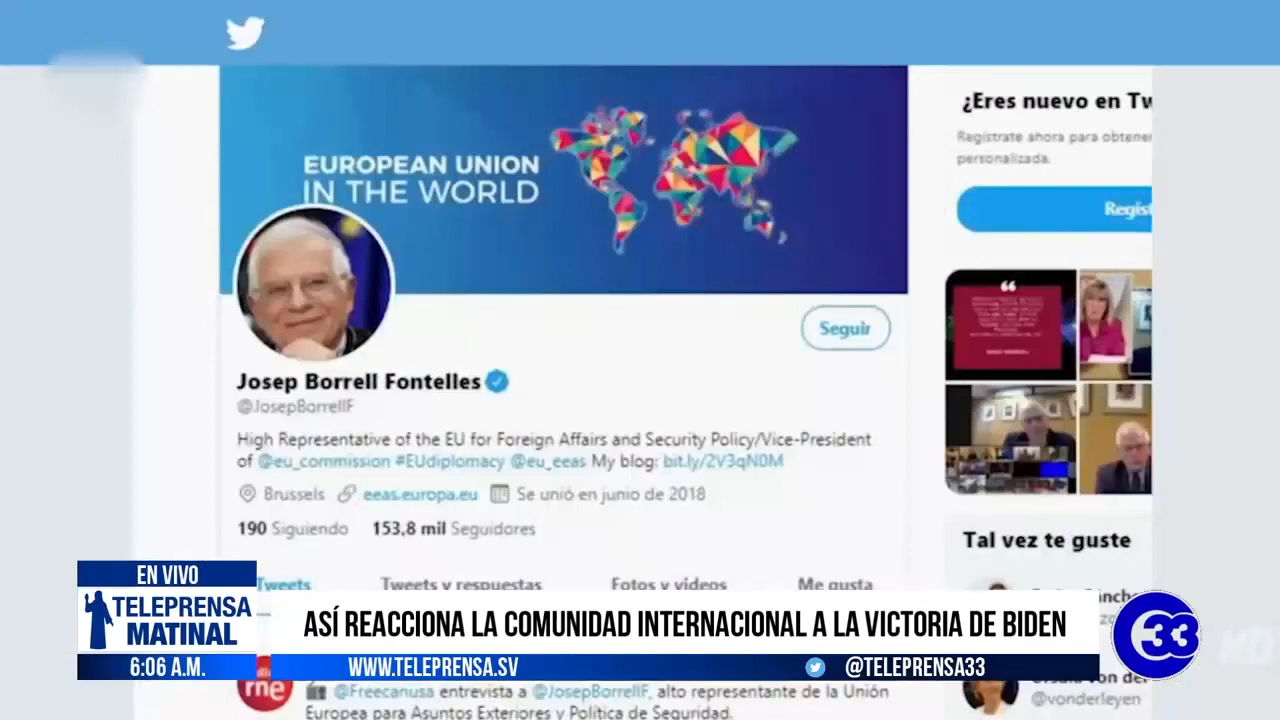 EUROPEAN UNION
IN THE WORLD
¿Eres nuevo en Tw
Regístrate ahora para obtener
personalizada.
Regíst
Seguir
Josep Borrell Fontelles
@JosepBorrellF
High Representative of the EU for Foreign Affairs and Security Policy/Vice-President
of @eu_commission #EUdiplomacy @eu_eeas My blog: bit.ly/2V3qN0M
Brussels eeas.europa.eu Se unió en junio de 2018
190 Siguiendo 153,8 mil Seguidores
Tal vez te guste
Tweets Tweets y respuestas Fotos y videos Me gusta
EN VIVO
TELEPRENSA
MATINAL
6:06 A.M.
ASÍ REACCIONA LA COMUNIDAD INTERNACIONAL A LA VICTORIA DE BIDEN
WWW.TELEPRENSA.SV @TELEPRENSA33
33
rne
@Freecanusa entrevista a @JosepBorrellF, alto representante de la Unión
Europea para Asuntos Exteriores y Política de Seguridad.
@vonderleyen